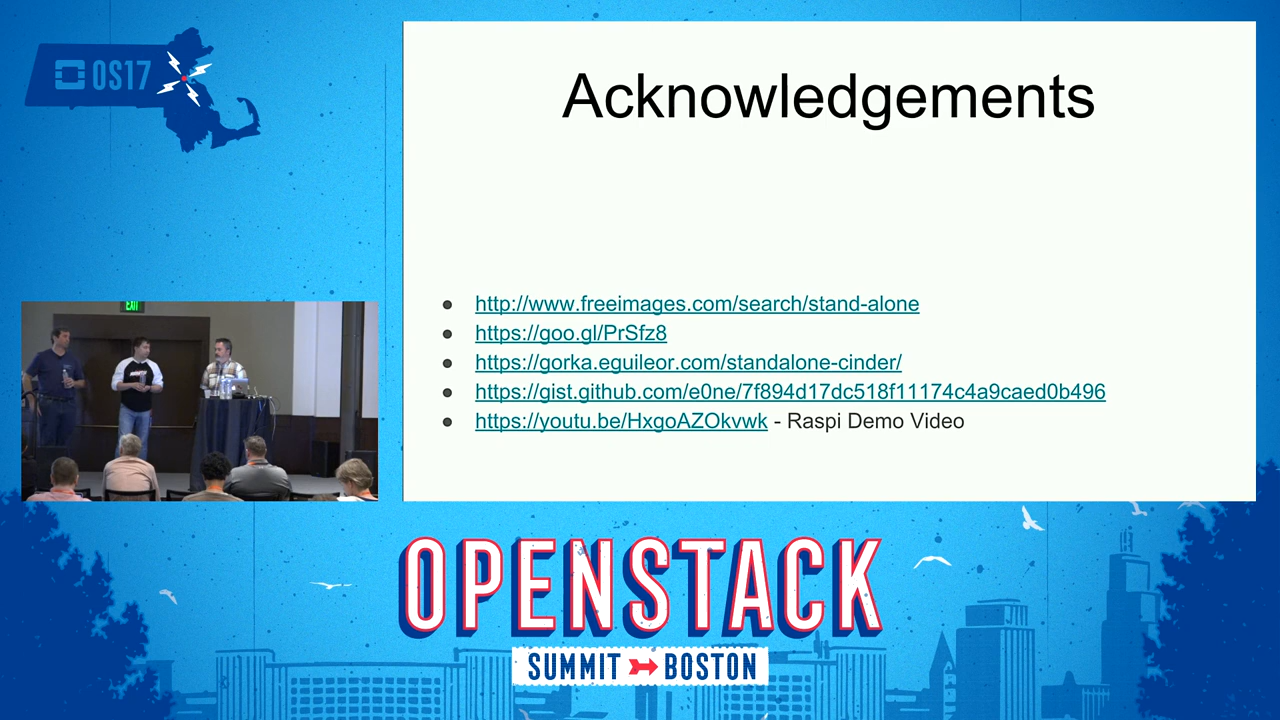 OS17
Acknowledgements
http://www.freeimages.com/search/stand-alone
https://goo.gl/PrSfz8
https://gorka.eguileor.com/standalone-cinder/
https://gist.github.com/e0ne/7f894d17dc518f11174c4a9caed0b496
https://youtu.be/HxgoAZOkvwk - Raspi Demo Video
EXIT
OPENSTACK
SUMMIT BOSTON